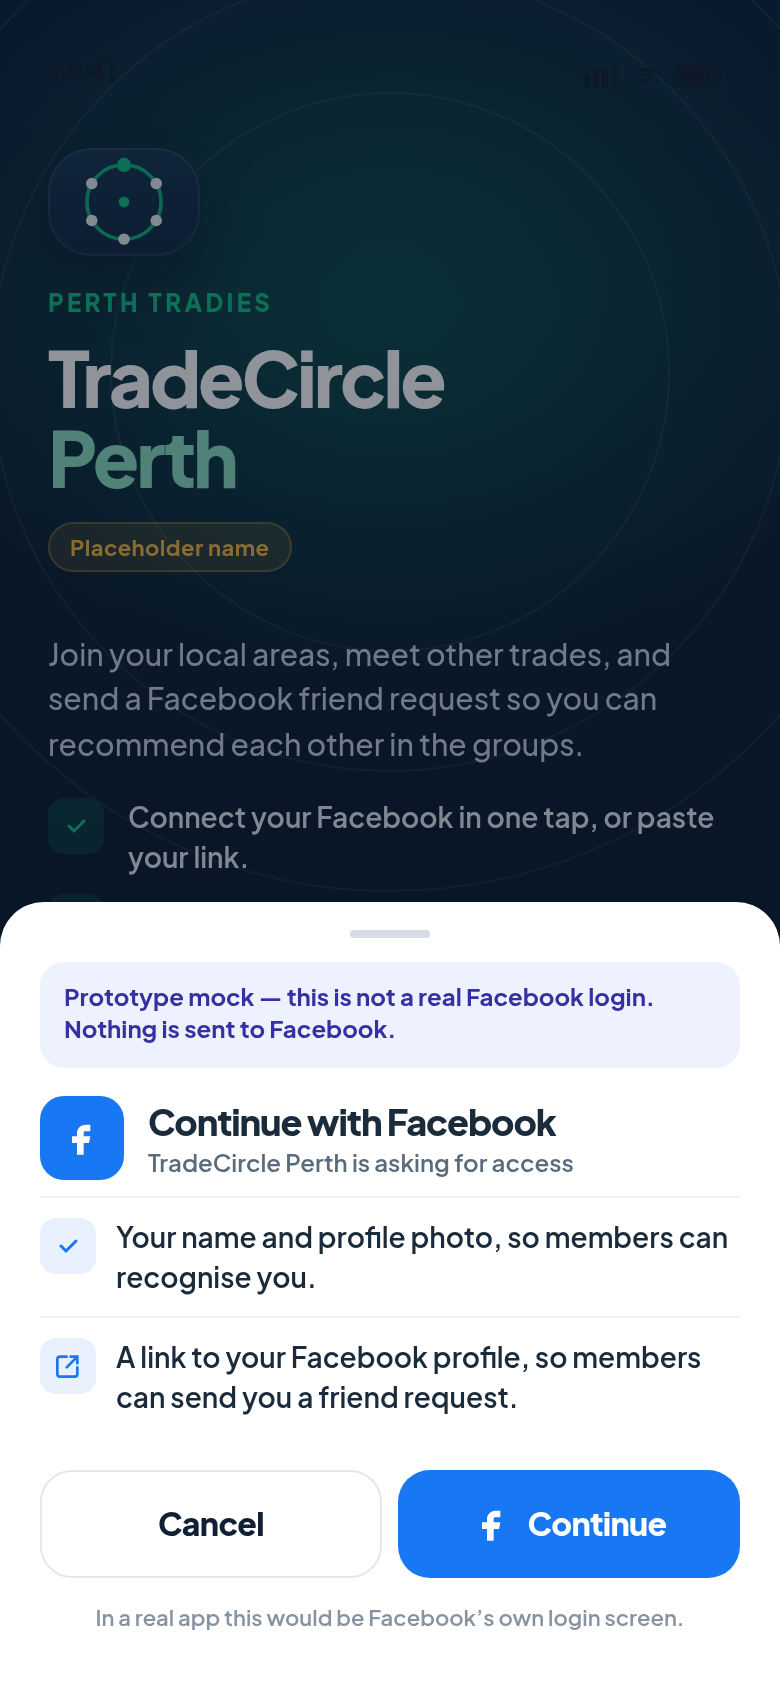 9:41
PERTH TRADIES
TradeCircle
Perth
Placeholder name
Join your local areas, meet other trades, and
send a Facebook friend request so you can
recommend each other in the groups.
Connect your Facebook in one tap, or paste
your link.
Prototype mock — this is not a real Facebook login.
Nothing is sent to Facebook.
Continue with Facebook
TradeCircle Perth is asking for access
Your name and profile photo, so members can
recognise you.
A link to your Facebook profile, so members
can send you a friend request.
Cancel
Continue
In a real app this would be Facebook’s own login screen.